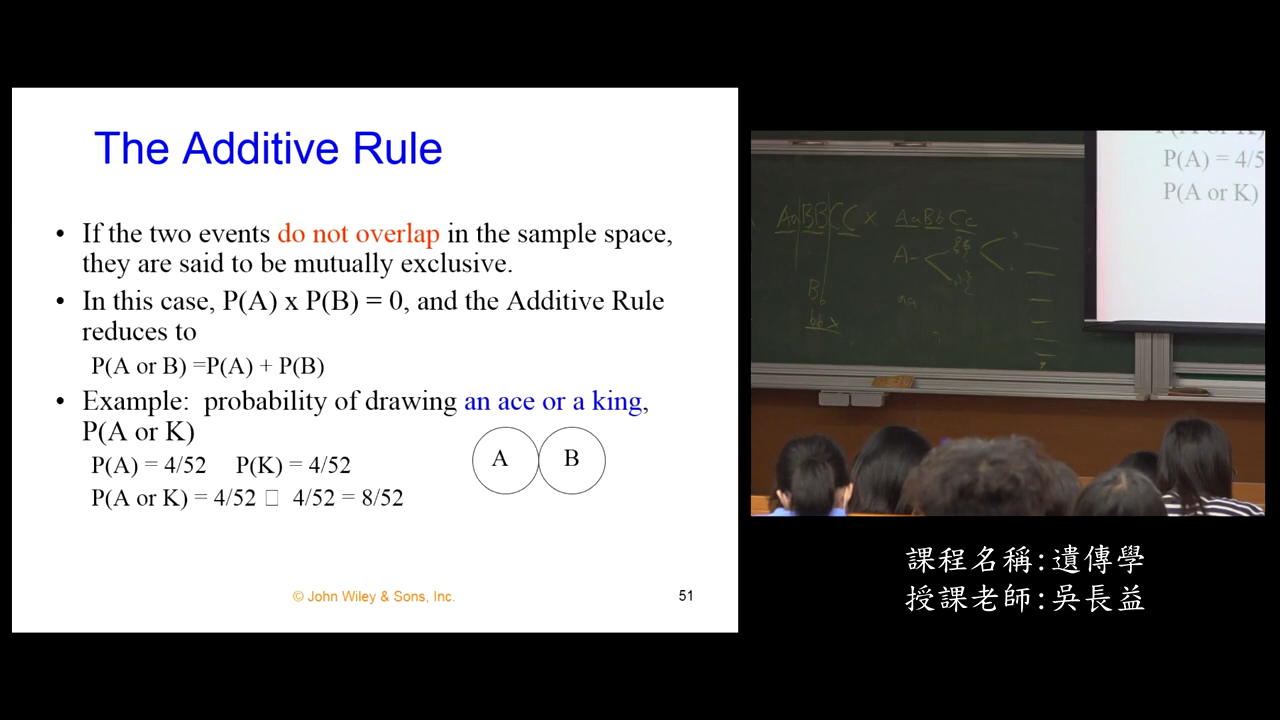 The Additive Rule
• If the two events do not overlap in the sample space,
they are said to be mutually exclusive.
• In this case, P(A) x P(B) = 0, and the Additive Rule
reduces to
P(A or B) =P(A) + P(B)
• Example: probability of drawing an ace or a king,
P(A or K)
P(A) = 4/52 P(K) = 4/52
P(A or K) = 4/52 □ 4/52 = 8/52
A B
© John Wiley & Sons, Inc.
51
P(A or K)
P(A) = 4/5
P(A or K)
AaBBCC x AaBbCc
A-
Bb
aa
bb x
課程名稱:遺傳學
授課老師:吳長益